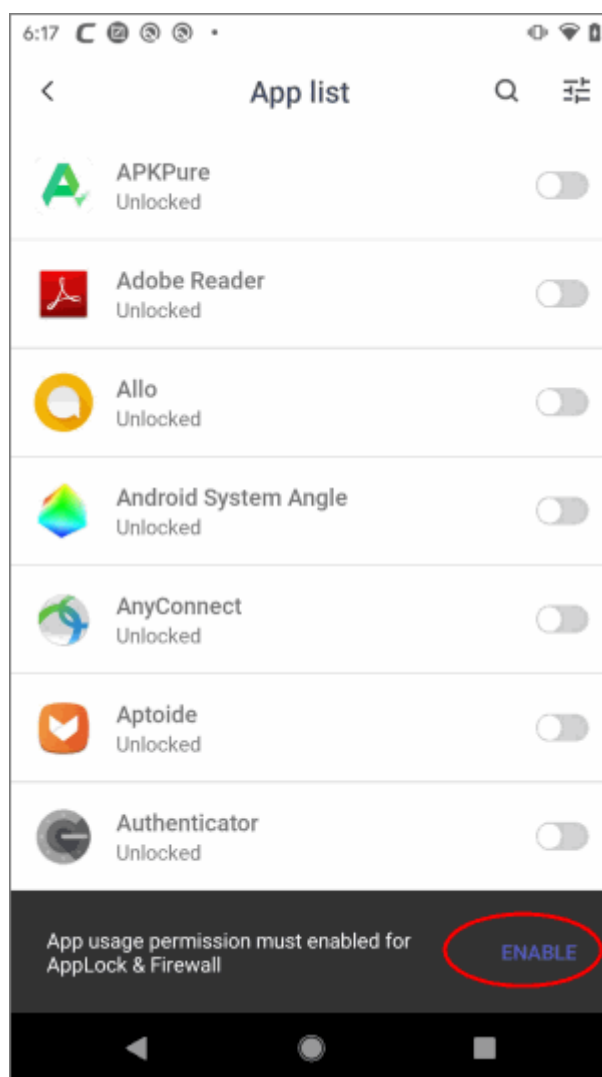 6:17
App list
APKPure
Unlocked
Adobe Reader
Unlocked
Allo
Unlocked
Android System Angle
Unlocked
AnyConnect
Unlocked
Aptoide
Unlocked
Authenticator
Unlocked
App usage permission must enabled for
AppLock & Firewall
ENABLE